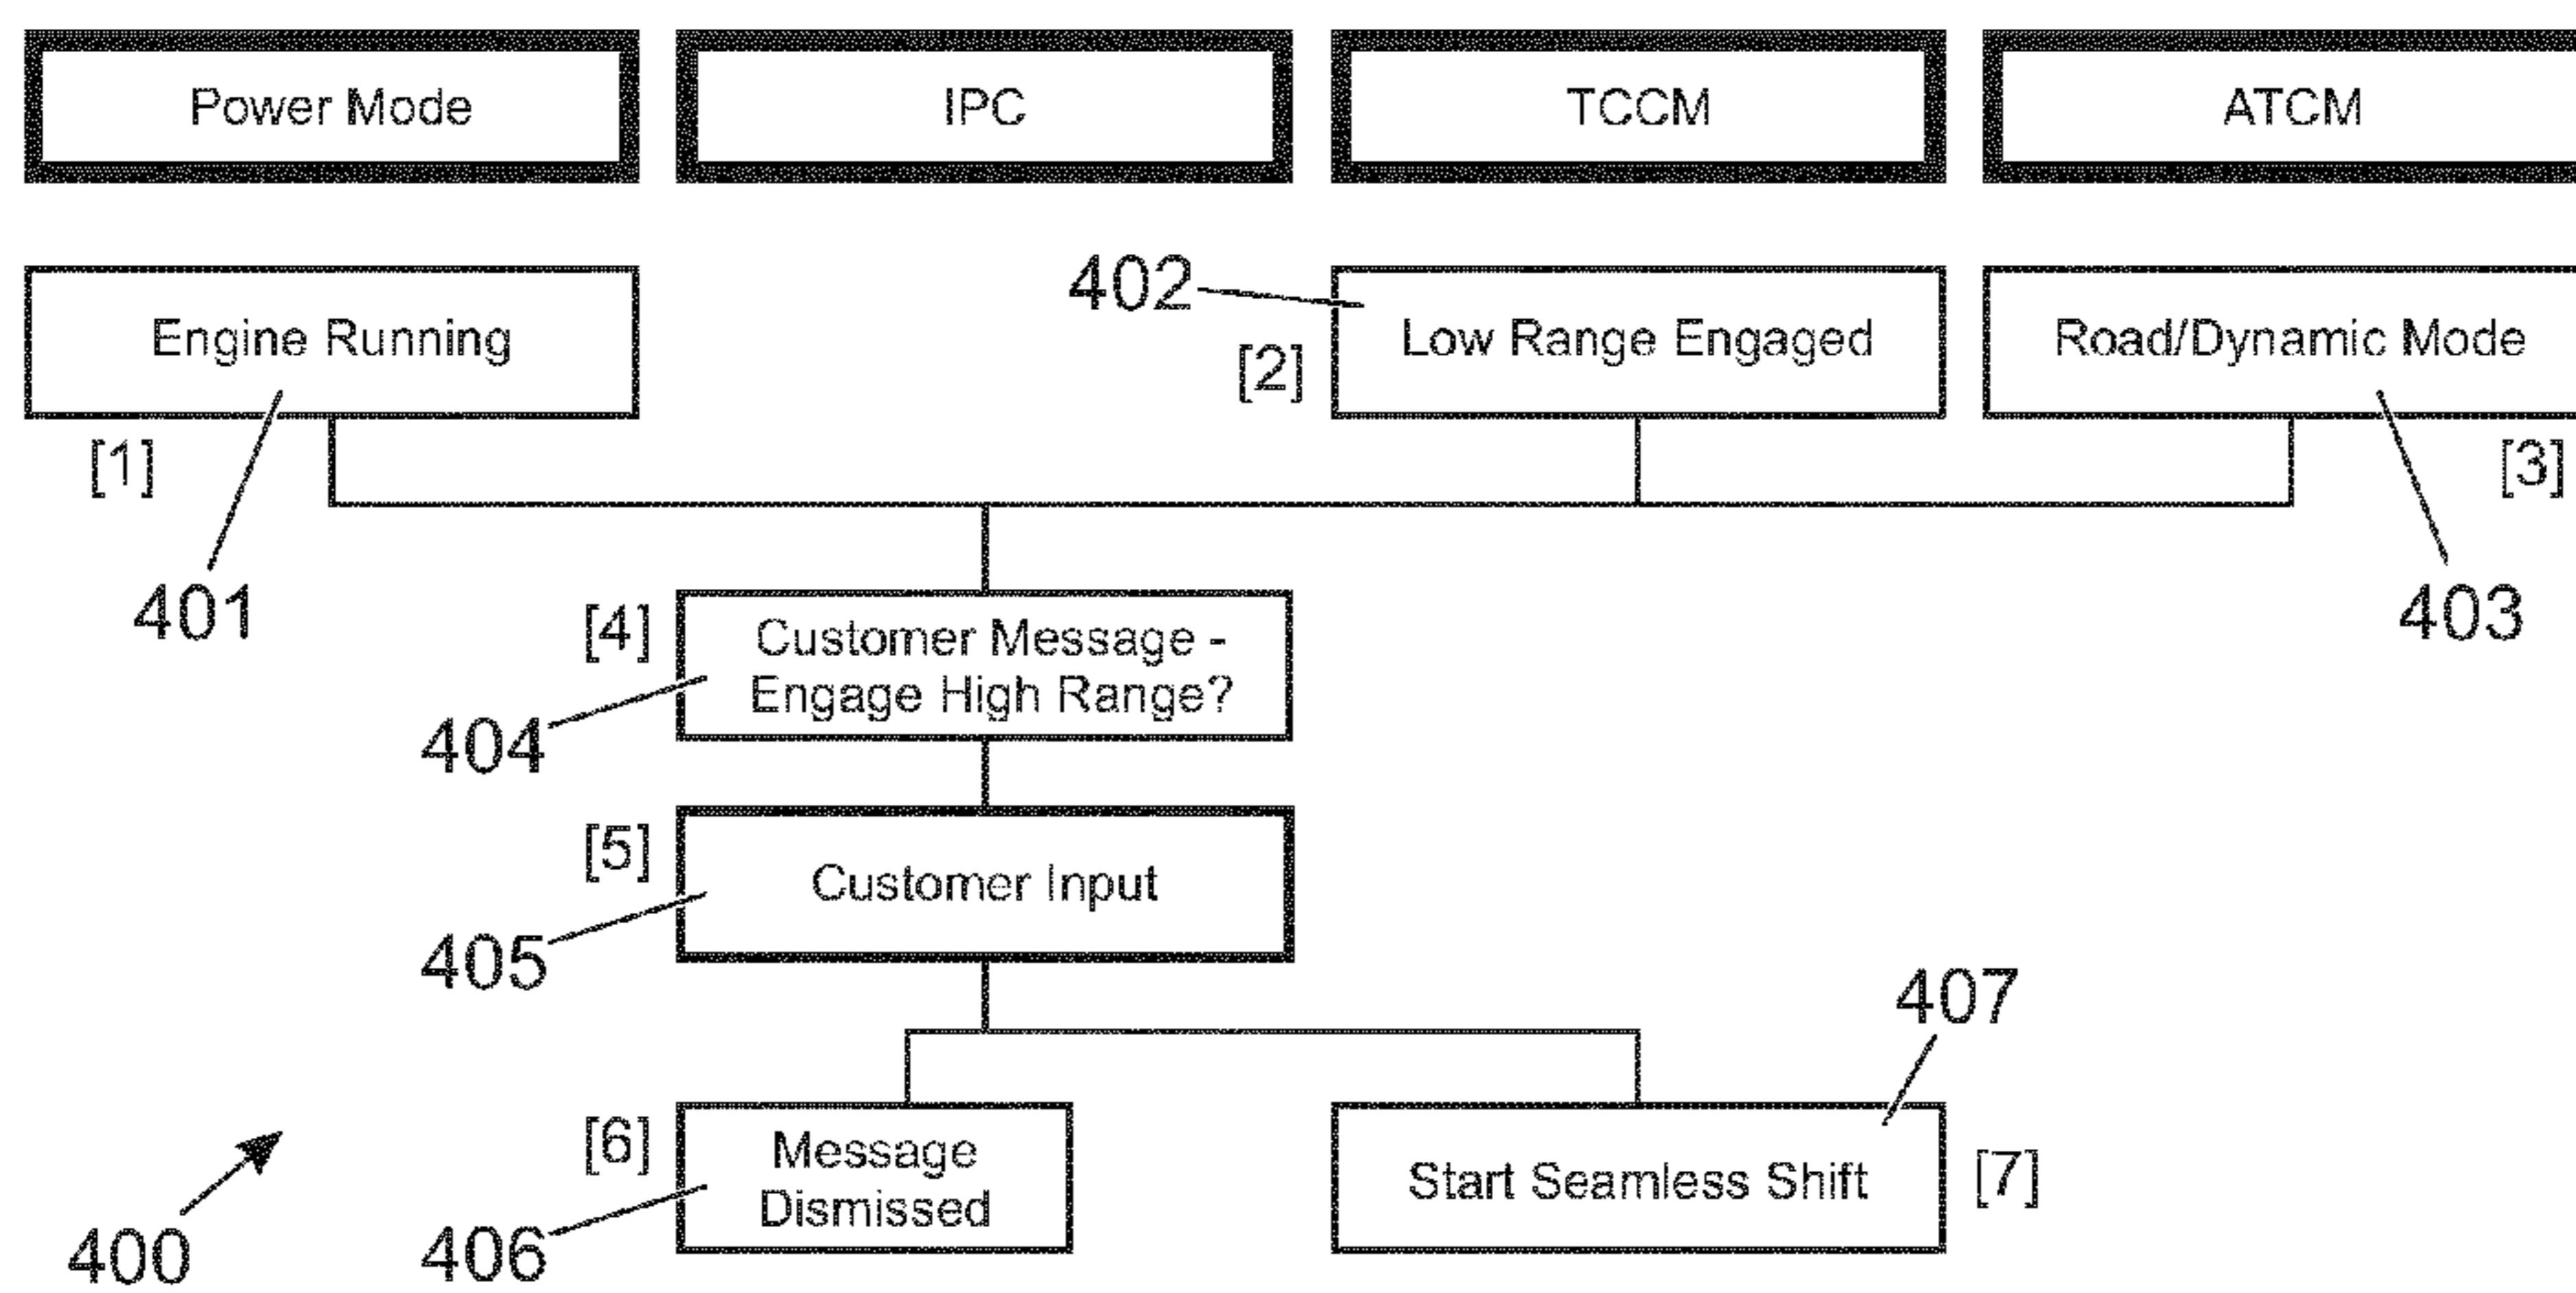 Power Mode
IPC
TCCM
ATCM
402
Engine Running
[2]
Low Range Engaged
Road/Dynamic Mode
[1]
[3]
401
403
[4]
Customer Message -
Engage High Range?
404
[5]
Customer Input
405
407
[6]
Message
Dismissed
Start Seamless Shift
[7]
400
406